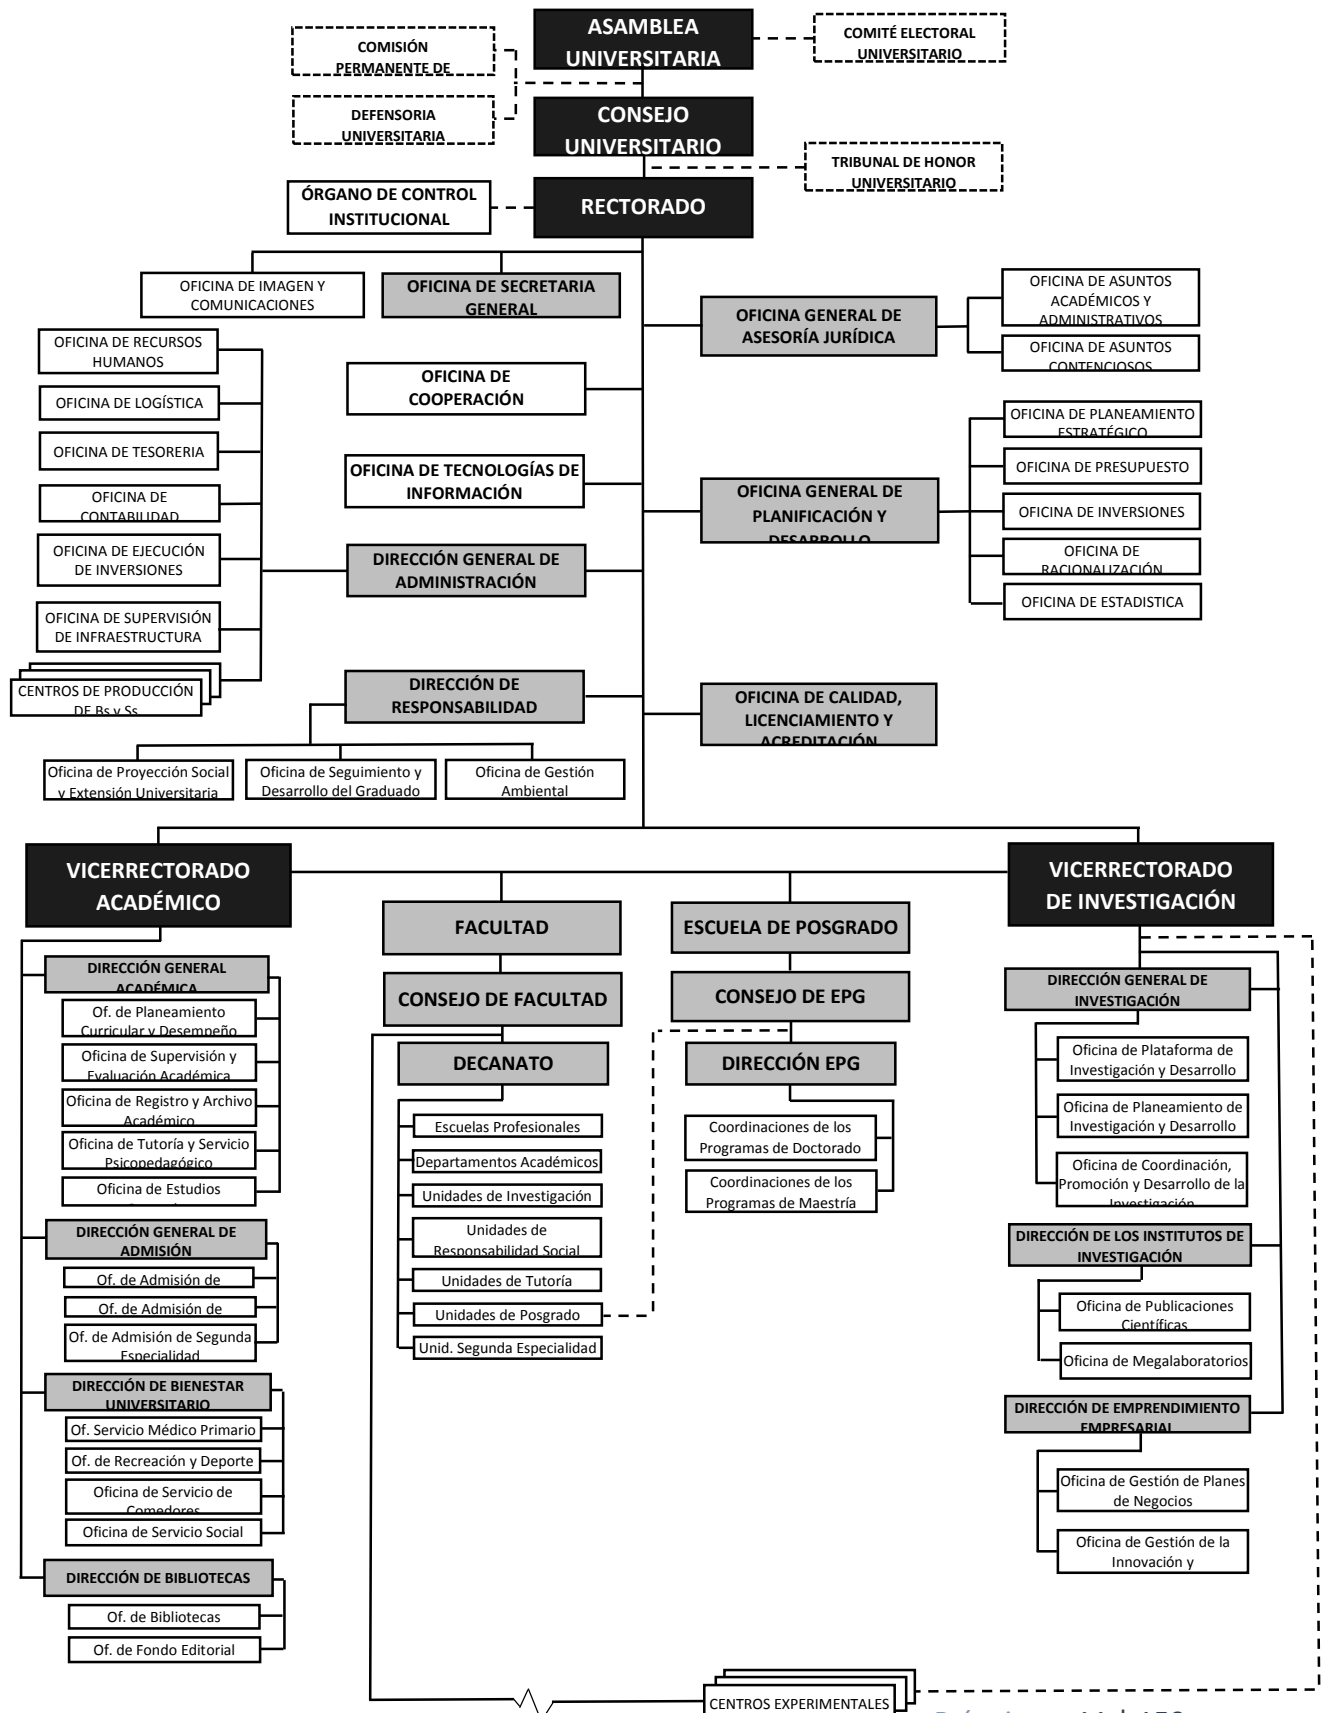 ASAMBLEA
UNIVERSITARIA
COMISIÓN
PERMANENTE DE
COMITÉ ELECTORAL
UNIVERSITARIO
DEFENSORIA
UNIVERSITARIA
CONSEJO
UNIVERSITARIO
TRIBUNAL DE HONOR
UNIVERSITARIO
ÓRGANO DE CONTROL
INSTITUCIONAL
RECTORADO
OFICINA DE IMAGEN Y
COMUNICACIONES
OFICINA DE SECRETARIA
GENERAL
OFICINA GENERAL DE
ASESORÍA JURÍDICA
OFICINA DE ASUNTOS
ACADÉMICOS Y
ADMINISTRATIVOS
OFICINA DE ASUNTOS
CONTENCIOSOS
OFICINA DE RECURSOS
HUMANOS
OFICINA DE LOGÍSTICA
OFICINA DE TESORERIA
OFICINA DE
CONTABILIDAD
OFICINA DE EJECUCIÓN
DE INVERSIONES
OFICINA DE SUPERVISIÓN
DE INFRAESTRUCTURA
CENTROS DE PRODUCCIÓN
DE Bs y Ss
OFICINA DE
COOPERACIÓN
OFICINA DE TECNOLOGÍAS DE
INFORMACIÓN
DIRECCIÓN GENERAL DE
ADMINISTRACIÓN
OFICINA GENERAL DE
PLANIFICACIÓN Y
DESARROLLO
OFICINA DE PLANEAMIENTO
ESTRATÉGICO
OFICINA DE PRESUPUESTO
OFICINA DE INVERSIONES
OFICINA DE
RACIONALIZACIÓN
OFICINA DE ESTADISTICA
DIRECCIÓN DE
RESPONSABILIDAD
OFICINA DE CALIDAD,
LICENCIAMIENTO Y
ACREDITACIÓN
Oficina de Proyección Social
y Extensión Universitaria
Oficina de Seguimiento y
Desarrollo del Graduado
Oficina de Gestión
Ambiental
VICERRECTORADO
ACADÉMICO
VICERRECTORADO
DE INVESTIGACIÓN
FACULTAD
ESCUELA DE POSGRADO
CONSEJO DE FACULTAD
CONSEJO DE EPG
DECANATO
DIRECCIÓN EPG
DIRECCIÓN GENERAL
ACADÉMICA
Of. de Planeamiento
Curricular y Desempeño
Oficina de Supervisión y
Evaluación Académica
Oficina de Registro y Archivo
Académico
Oficina de Tutoría y Servicio
Psicopedagógico
Oficina de Estudios
DIRECCIÓN GENERAL DE
ADMISIÓN
Of. de Admisión de
Of. de Admisión de
Of. de Admisión de Segunda
Especialidad
DIRECCIÓN DE BIENESTAR
UNIVERSITARIO
Of. Servicio Médico Primario
Of. de Recreación y Deporte
Oficina de Servicio de
Comedores
Oficina de Servicio Social
DIRECCIÓN DE BIBLIOTECAS
Of. de Bibliotecas
Of. de Fondo Editorial
Escuelas Profesionales
Departamentos Académicos
Unidades de Investigación
Unidades de
Responsabilidad Social
Unidades de Tutoría
Unidades de Posgrado
Unid. Segunda Especialidad
Coordinaciones de los
Programas de Doctorado
Coordinaciones de los
Programas de Maestría
DIRECCIÓN GENERAL DE
INVESTIGACIÓN
Oficina de Plataforma de
Investigación y Desarrollo
Oficina de Planeamiento de
Investigación y Desarrollo
Oficina de Coordinación,
Promoción y Desarrollo de la
Investigación
DIRECCIÓN DE LOS INSTITUTOS DE
INVESTIGACIÓN
Oficina de Publicaciones
Científicas
Oficina de Megalaboratorios
DIRECCIÓN DE EMPRENDIMIENTO
EMPRESARIAL
Oficina de Gestión de Planes
de Negocios
Oficina de Gestión de la
Innovación y
CENTROS EXPERIMENTALES